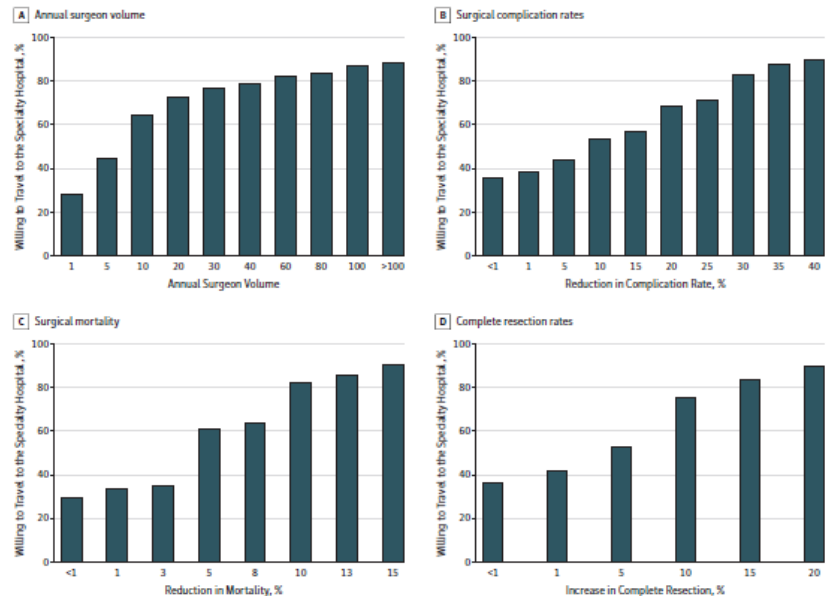 A Annual surgeon volume
Willing to Travel to the Specialty Hospital, %
100
80
60
40
20
0
1 5 10 20 30 40 60 80 100 >100
Annual Surgeon Volume
B Surgical complication rates
Willing to Travel to the Specialty Hospital, %
100
80
60
40
20
0
<1 1 5 10 15 20 25 30 35 40
Reduction in Complication Rate, %
C Surgical mortality
Willing to Travel to the Specialty Hospital, %
100
80
60
40
20
0
<1 1 3 5 8 10 13 15
Reduction in Mortality, %
D Complete resection rates
Willing to Travel to the Specialty Hospital, %
100
80
60
40
20
0
<1 1 5 10 15 20
Increase in Complete Resection, %